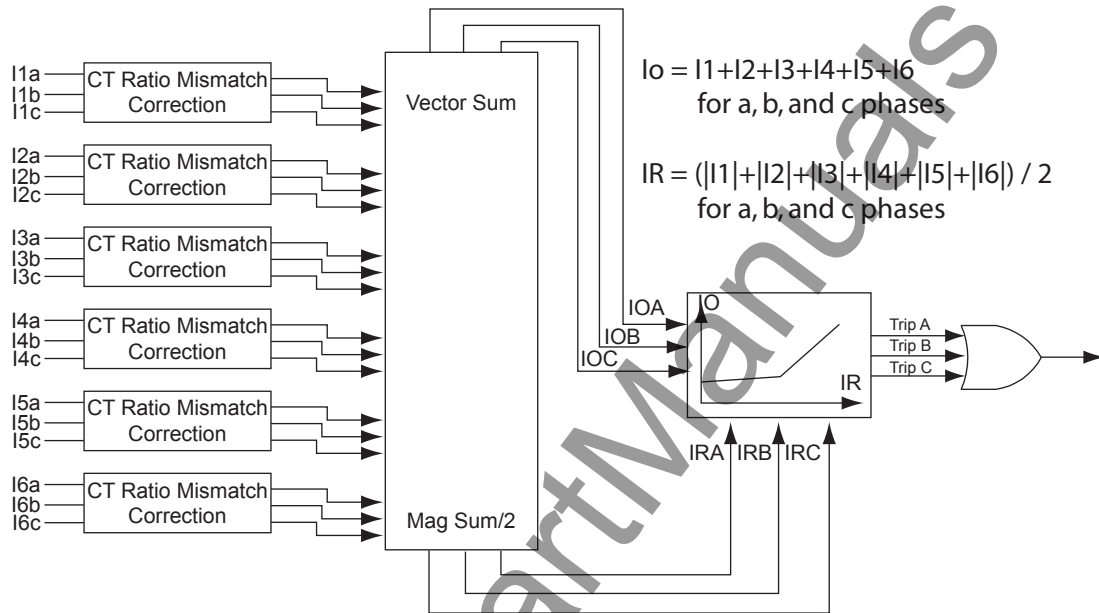 I1a
I1b
I1c
CT Ratio Mismatch
Correction
I2a
I2b
I2c
CT Ratio Mismatch
Correction
I3a
I3b
I3c
CT Ratio Mismatch
Correction
I4a
I4b
I4c
CT Ratio Mismatch
Correction
I5a
I5b
I5c
CT Ratio Mismatch
Correction
I6a
I6b
I6c
CT Ratio Mismatch
Correction
Vector Sum
Mag Sum/2
Io = I1+I2+I3+I4+I5+I6
for a, b, and c phases
IR = (|I1|+|I2|+|I3|+|I4|+|I5|+|I6|) / 2
for a, b, and c phases
IOA
IOB
IOC
IO
IR
IRA
IRB
IRC
Trip A
Trip B
Trip C
artManuals